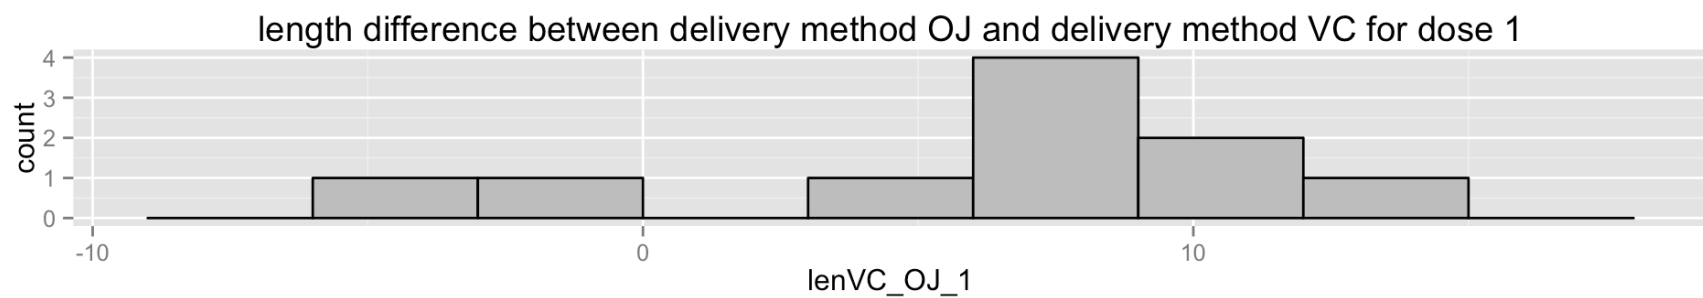 length difference between delivery method OJ and delivery method VC for dose 1
4
3
2
1
0
count
-10 0 10
lenVC_OJ_1